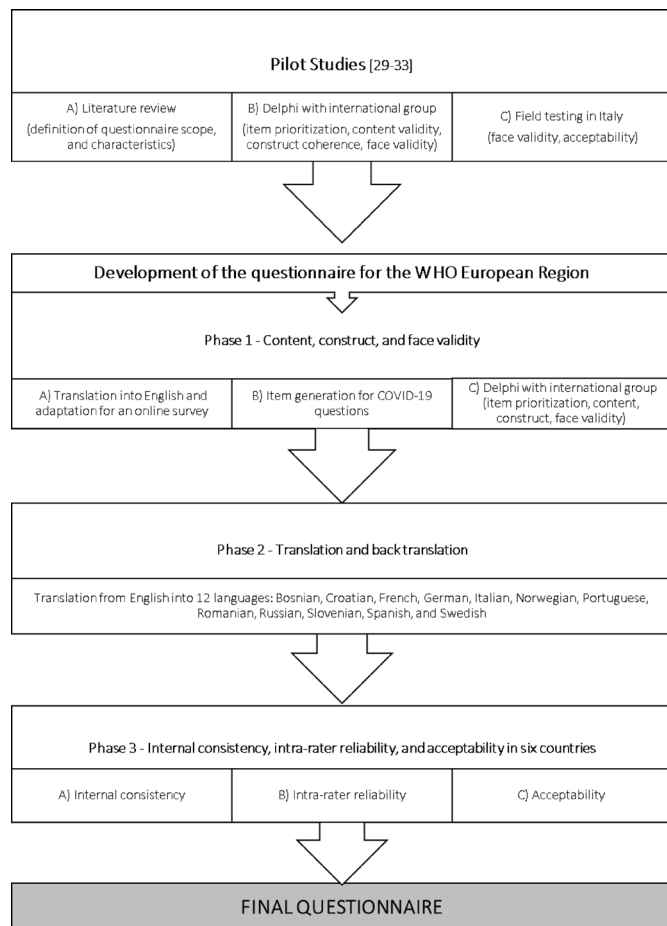 Pilot Studies [29-33]
A) Literature review
(definition of questionnaire scope,
and characteristics)
B) Delphi with international group
(item prioritization, content validity,
construct coherence, face validity)
C) Field testing in Italy
(face validity, acceptability)
Development of the questionnaire for the WHO European Region
Phase 1 - Content, construct, and face validity
A) Translation into English and
adaptation for an online survey
B) Item generation for COVID-19
questions
C) Delphi with international group
(item prioritization, content,
construct, face validity)
Phase 2 - Translation and back translation
Translation from English into 12 languages: Bosnian, Croatian, French, German, Italian, Norwegian, Portuguese,
Romanian, Russian, Slovenian, Spanish, and Swedish
Phase 3 - Internal consistency, intra-rater reliability, and acceptability in six countries
A) Internal consistency
B) Intra-rater reliability
C) Acceptability
FINAL QUESTIONNAIRE